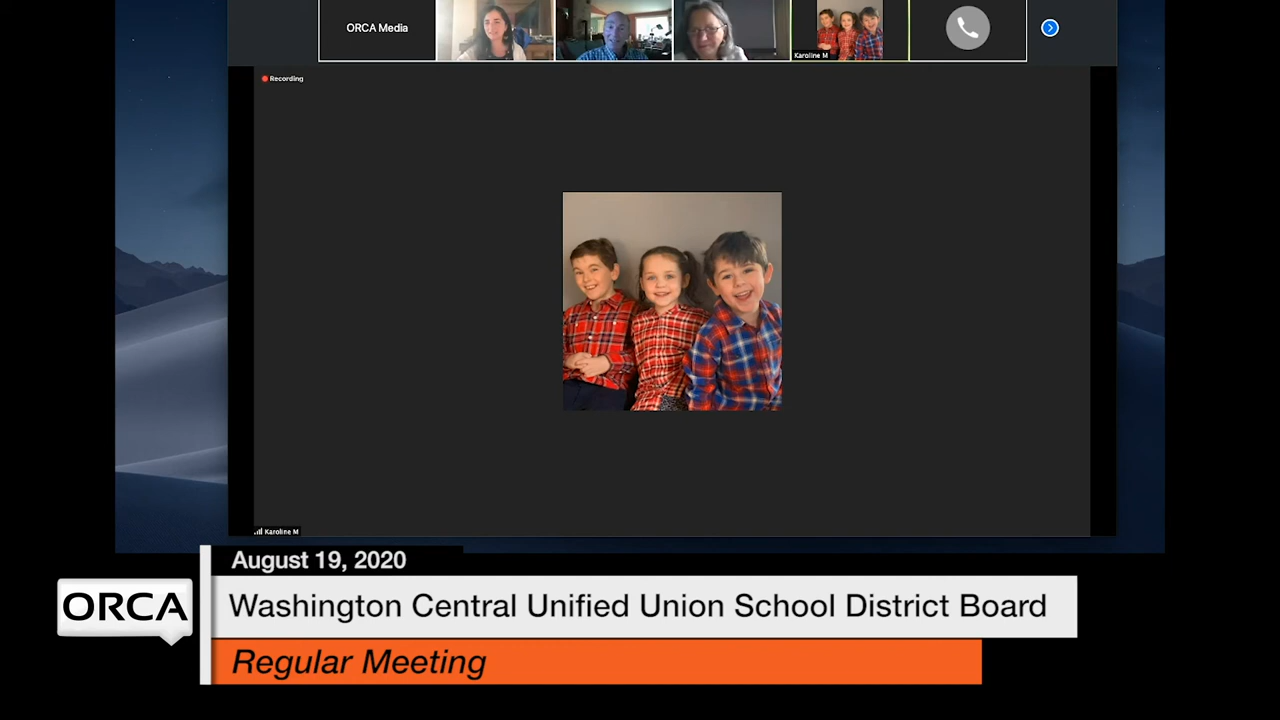 ORCA Media
Karoline M
Recording
Karoline M
August 19, 2020
ORCA
Washington Central Unified Union School District Board
Regular Meeting